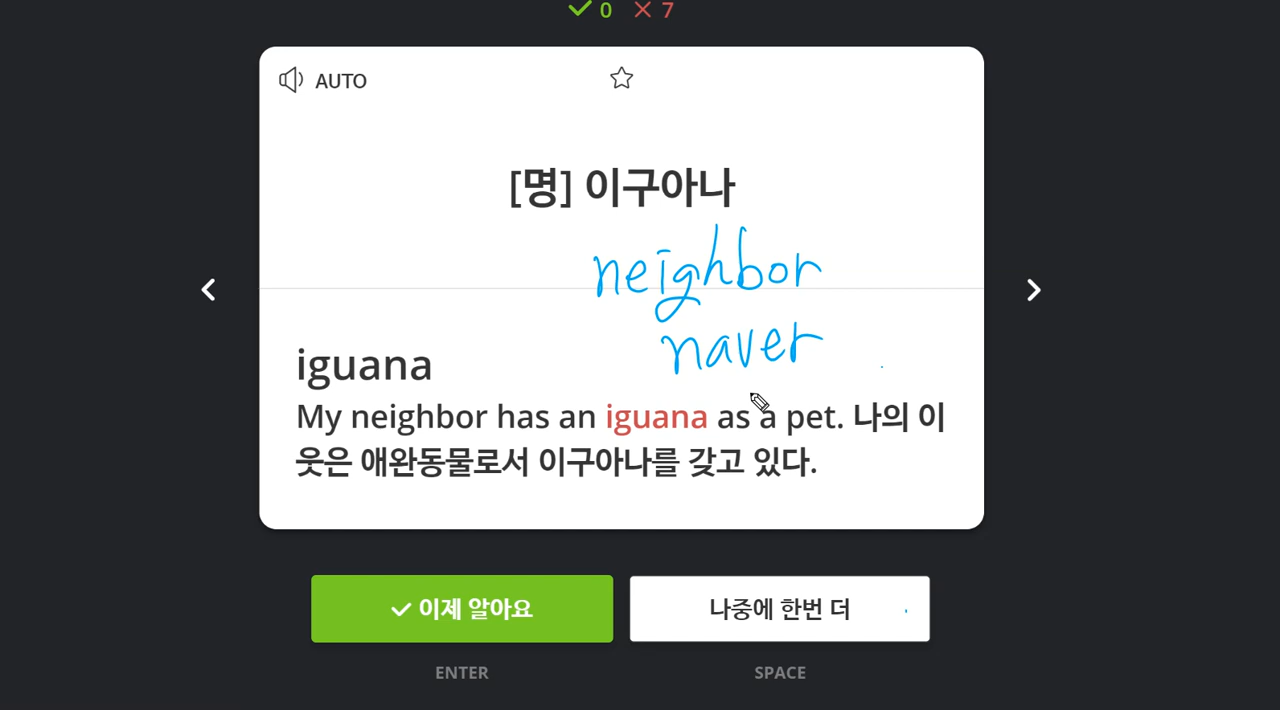 0 7
AUTO
[명] 이구아나
neighbor
naver
iguana
My neighbor has an iguana as a pet. 나의 이
웃은 애완동물로서 이구아나를 갖고 있다.
이제 알아요 나중에 한번 더
ENTER SPACE